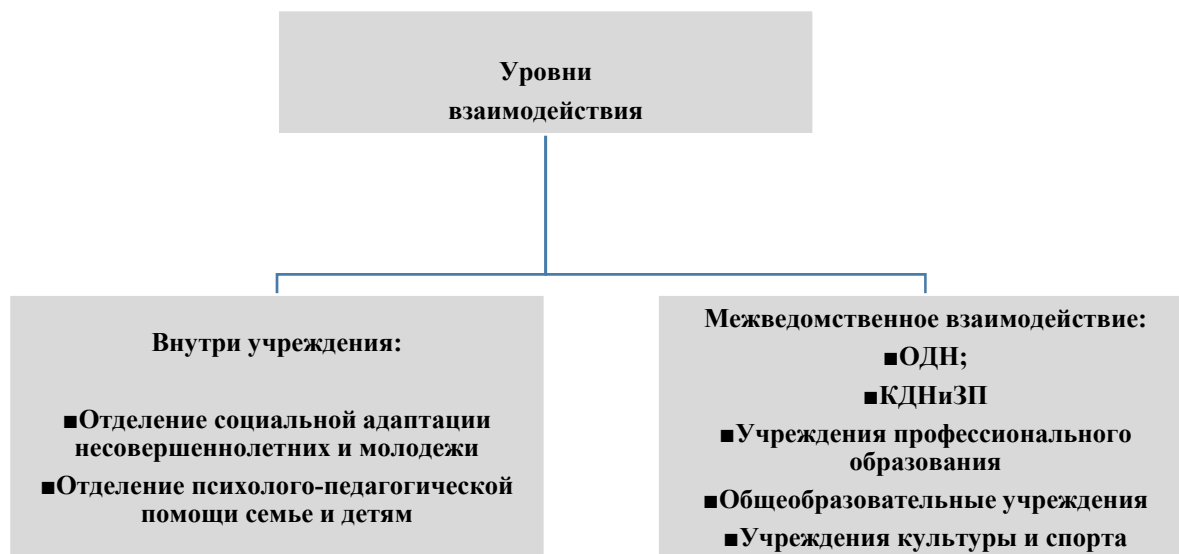 Уровни
взаимодействия
Внутри учреждения:
■Отделение социальной адаптации
несовершеннолетних и молодежи
■Отделение психолого-педагогической
помощи семье и детям
Межведомственное взаимодействие:
■ОДН;
■КДНиЗП
■Учреждения профессионального
образования
■Общеобразовательные учреждения
■Учреждения культуры и спорта